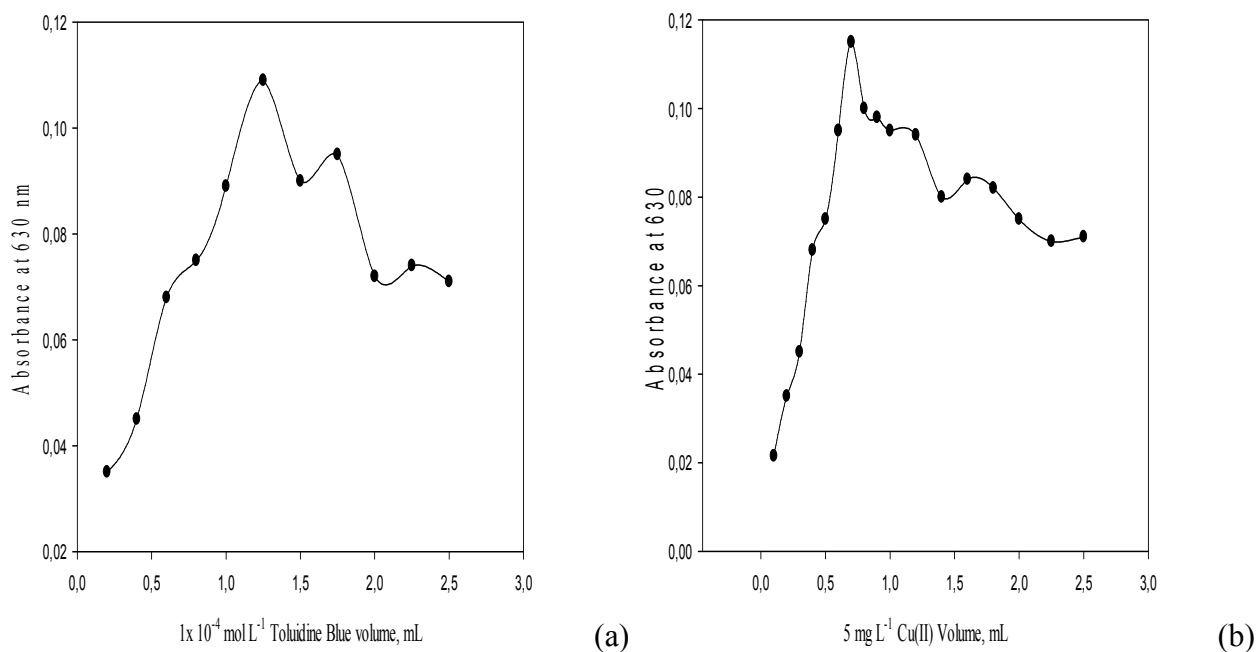 0,12
0,10
0,08
0,06
0,04
0,02
Absorbance at 630 nm
0,0 0,5 1,0 1,5 2,0 2,5 3,0
1x 10⁻⁴ mol L⁻¹ Toluidine Blue volume, mL
(a)
0,12
0,10
0,08
0,06
0,04
0,02
0,00
Absorbance at 630
0,0 0,5 1,0 1,5 2,0 2,5 3,0
5 mg L⁻¹ Cu(II) Volume, mL
(b)